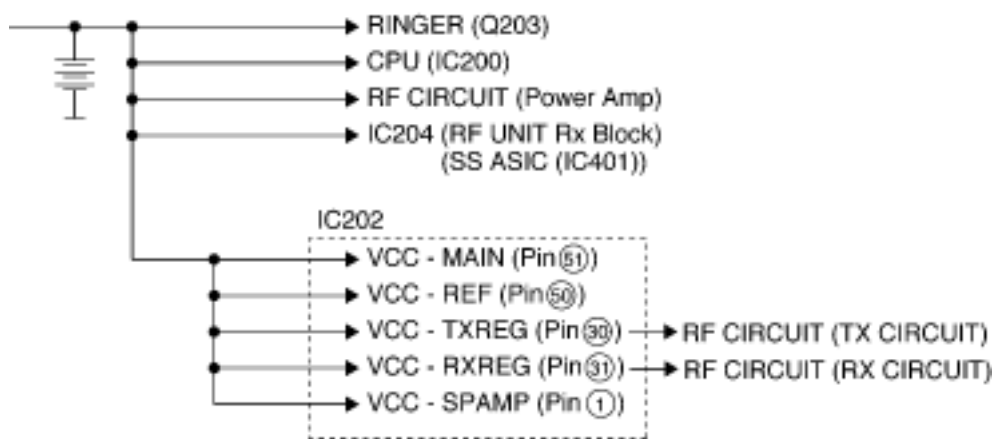 RINGER (Q203)
CPU (IC200)
RF CIRCUIT (Power Amp)
IC204 (RF UNIT Rx Block)
(SS ASIC (IC401))
IC202
VCC - MAIN (Pin 51)
VCC - REF (Pin 50)
VCC - TXREG (Pin 30) RF CIRCUIT (TX CIRCUIT)
VCC - RXREG (Pin 31) RF CIRCUIT (RX CIRCUIT)
VCC - SPAMP (Pin 1)